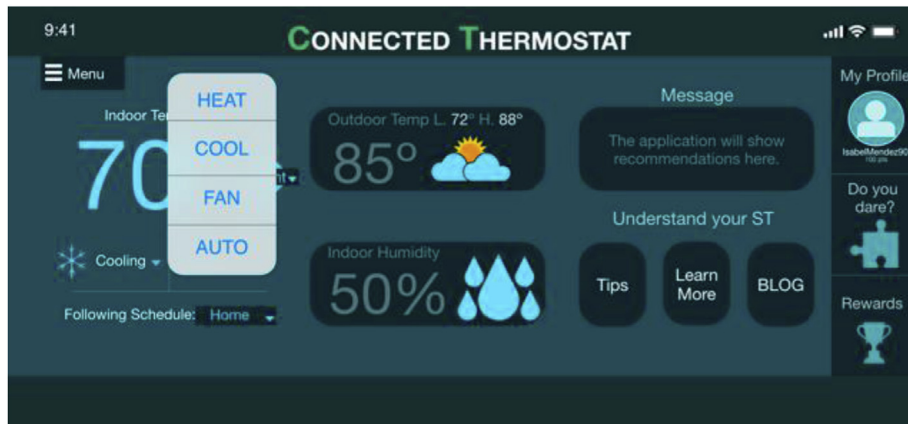 9:41
CONNECTED THERMOSTAT
Menu
My Profile
IsabelMendez90
100 pts
Indoor Te
70
HEAT
COOL
FAN
AUTO
Outdoor Temp L. 72° H. 88°
85°
Message
The application will show
recommendations here.
Do you
dare?
Understand your ST
Cooling
Indoor Humidity
50%
Tips
Learn
More
BLOG
Rewards
Following Schedule: Home